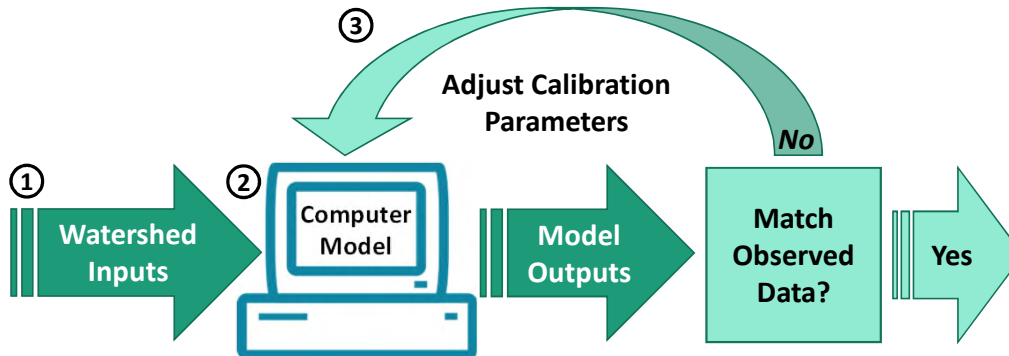 ③
Adjust Calibration
Parameters
No
①
Watershed
Inputs
②
Computer
Model
Model
Outputs
Match
Observed
Data?
Yes